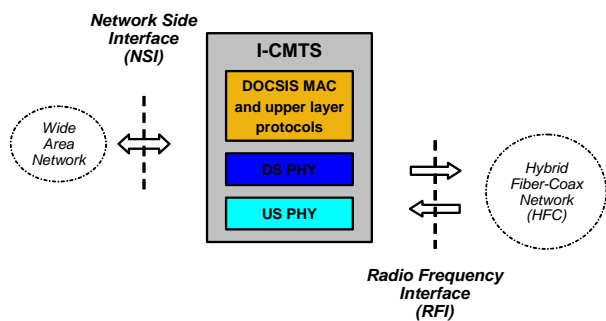 Network Side
Interface
(NSI)
I-CMTS
DOCSIS MAC
and upper layer
protocols
Wide
Area
Network
DS PHY
US PHY
Hybrid
Fiber-Coax
Network
(HFC)
Radio Frequency
Interface
(RFI)